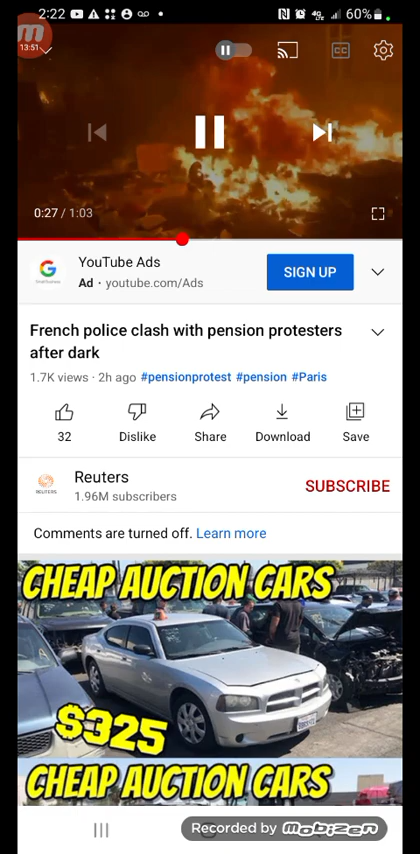 2:22
4G
60%
m
13:51
CC
0:27 / 1:03
YouTube Ads
Ad · youtube.com/Ads
SIGN UP
French police clash with pension protesters
after dark
1.7K views · 2h ago #pensionprotest #pension #Paris
32
Dislike
Share
Download
Save
Reuters
REUTERS
1.96M subscribers
SUBSCRIBE
Comments are turned off. Learn more
CHEAP AUCTION CARS
$325
CHEAP AUCTION CARS
Recorded by mobizen